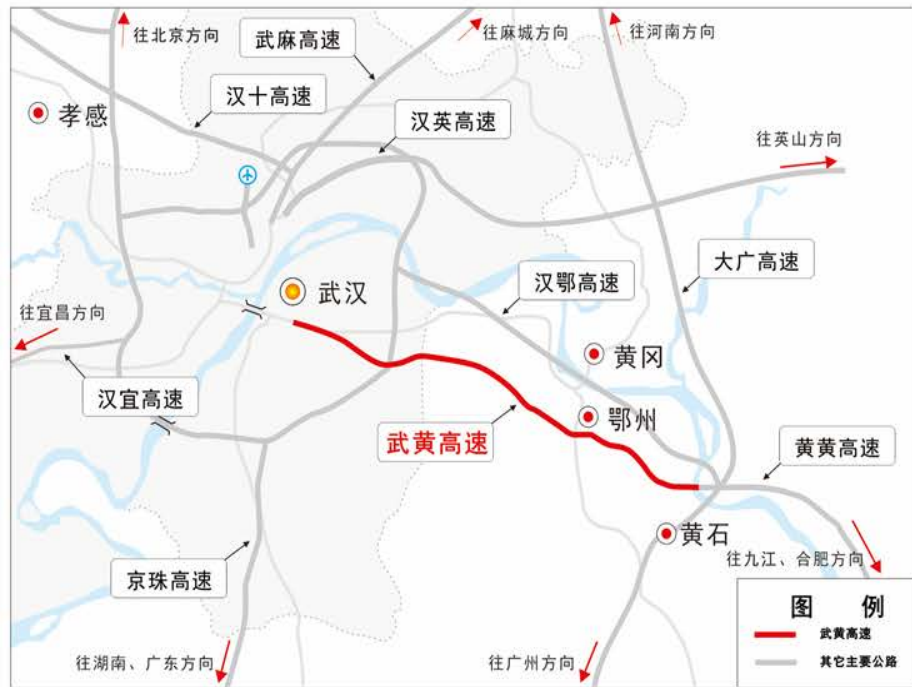 往北京方向
武麻高速
往麻城方向
往河南方向
汉十高速
孝感
汉英高速
往英山方向
武汉
汉鄂高速
大广高速
往宜昌方向
黄冈
汉宜高速
鄂州
武黄高速
黄黄高速
黄石
京珠高速
往九江、合肥方向
图 例
武黄高速
其它主要公路
往湖南、广东方向
往广州方向